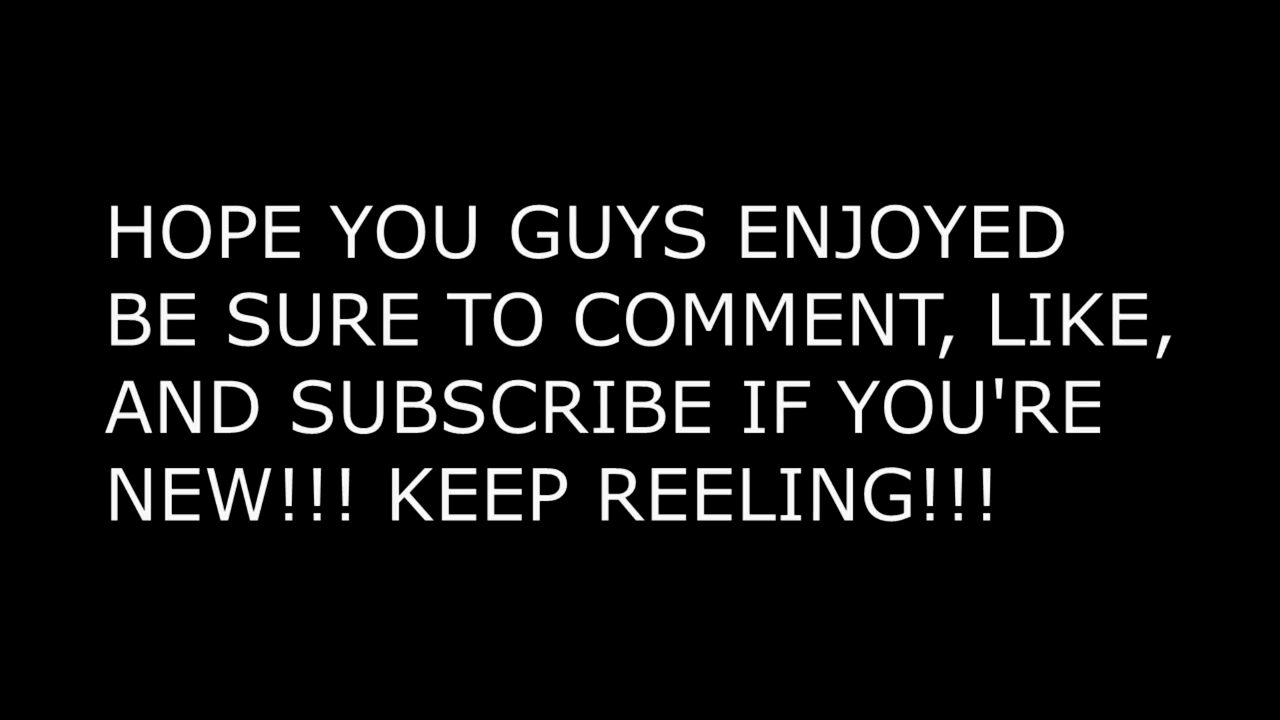 HOPE YOU GUYS ENJOYED
BE SURE TO COMMENT, LIKE,
AND SUBSCRIBE IF YOU'RE
NEW!!! KEEP REELING!!!